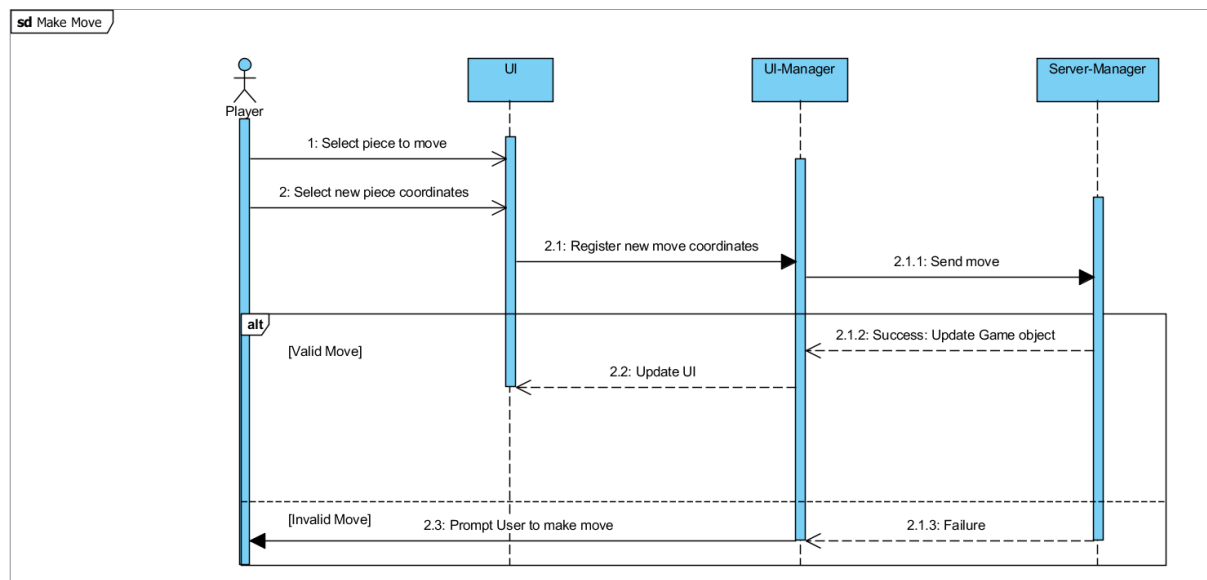 sd Make Move
Player
UI
UI-Manager
Server-Manager
1: Select piece to move
2: Select new piece coordinates
2.1: Register new move coordinates
2.1.1: Send move
alt
[Valid Move]
2.1.2: Success: Update Game object
2.2: Update UI
[Invalid Move]
2.3: Prompt User to make move
2.1.3: Failure